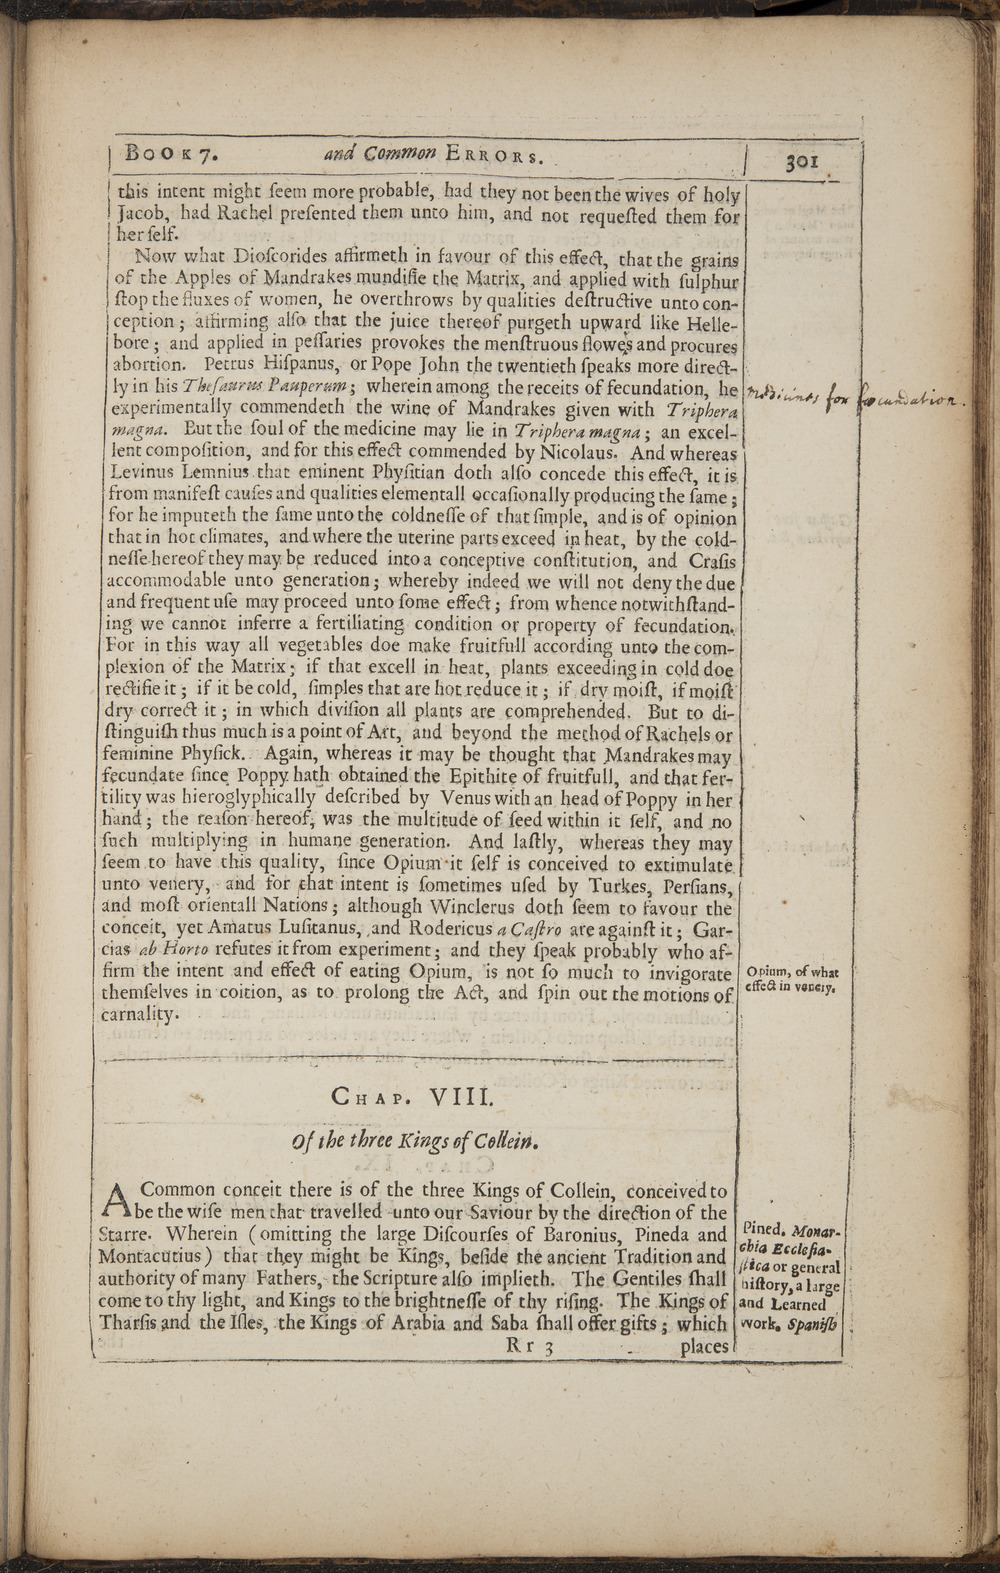 BOOK 7. and Common ERRORS. 301
this intent might ſeem more probable, had they not been the wives of holy
Jacob, had Rachel preſented them unto him, and not requeſted them for
her ſelf.
Now what Dioſcorides affirmeth in favour of this effect, that the grains
of the Apples of Mandrakes mundifie the Matrix, and applied with ſulphur
ſtop the fluxes of women, he overthrows by qualities deſtructive unto con-
ception; affirming alſo that the juice thereof purgeth upward like Helle-
bore; and applied in peſſaries provokes the menſtruous flowes and procures
abortion. Petrus Hiſpanus, or Pope John the twentieth ſpeaks more direct-
ly in his Theſaurus Pauperum; wherein among the receits of fecundation, he
experimentally commendeth the wine of Mandrakes given with Triphera
magna. But the ſoul of the medicine may lie in Triphera magna; an excel-
lent compoſition, and for this effect commended by Nicolaus. And whereas
Levinus Lemnius that eminent Phyſitian doth alſo concede this effect, it is
from manifeſt cauſes and qualities elementall occaſionally producing the ſame;
for he imputeth the ſame unto the coldneſſe of that ſimple, and is of opinion
that in hot climates, and where the uterine parts exceed in heat, by the cold-
neſſe hereof they may be reduced into a conceptive conſtitution, and Craſis
accommodable unto generation; whereby indeed we will not deny the due
and frequent uſe may proceed unto ſome effect; from whence notwithſtand-
ing we cannot inferre a fertiliating condition or property of fecundation.
For in this way all vegetables doe make fruitfull according unto the com-
plexion of the Matrix; if that excell in heat, plants exceeding in cold doe
rectifie it; if it be cold, ſimples that are hot reduce it; if dry moiſt, if moiſt
dry correct it; in which diviſion all plants are comprehended. But to di-
ſtinguiſh thus much is a point of Art, and beyond the method of Rachels or
feminine Phyſick. Again, whereas it may be thought that Mandrakes may
fecundate ſince Poppy hath obtained the Epithite of fruitfull, and that fer-
tility was hieroglyphically deſcribed by Venus with an head of Poppy in her
hand; the reaſon hereof, was the multitude of ſeed within it ſelf, and no
ſuch multiplying in humane generation. And laſtly, whereas they may
ſeem to have this quality, ſince Opium it ſelf is conceived to extimulate
unto venery, and for that intent is ſometimes uſed by Turkes, Perſians,
and moſt orientall Nations; although Winclerus doth ſeem to favour the
conceit, yet Amatus Luſitanus, and Rodericus a Caſtro are againſt it; Gar-
cias ab Horto refutes it from experiment; and they ſpeak probably who af-
firm the intent and effect of eating Opium, is not ſo much to invigorate
themſelves in coition, as to prolong the Act, and ſpin out the motions of
carnality.
Medicines for fœcundation.
Opium, of what
effect in venery.
CHAP. VIII.
Of the three Kings of Collein.
A Common conceit there is of the three Kings of Collein, conceived to
be the wiſe men that travelled unto our Saviour by the direction of the
Starre. Wherein (omitting the large Diſcourſes of Baronius, Pineda and
Montacutius) that they might be Kings, beſide the ancient Tradition and
authority of many Fathers, the Scripture alſo implieth. The Gentiles ſhall
come to thy light, and Kings to the brightneſſe of thy riſing. The Kings of
Tharſis and the Iſles, the Kings of Arabia and Saba ſhall offer gifts; which
Pined. Monar-
chia Eccleſia-
ſtica or general
hiſtory, a large
and Learned
work. Spaniſh
Rr 3 places